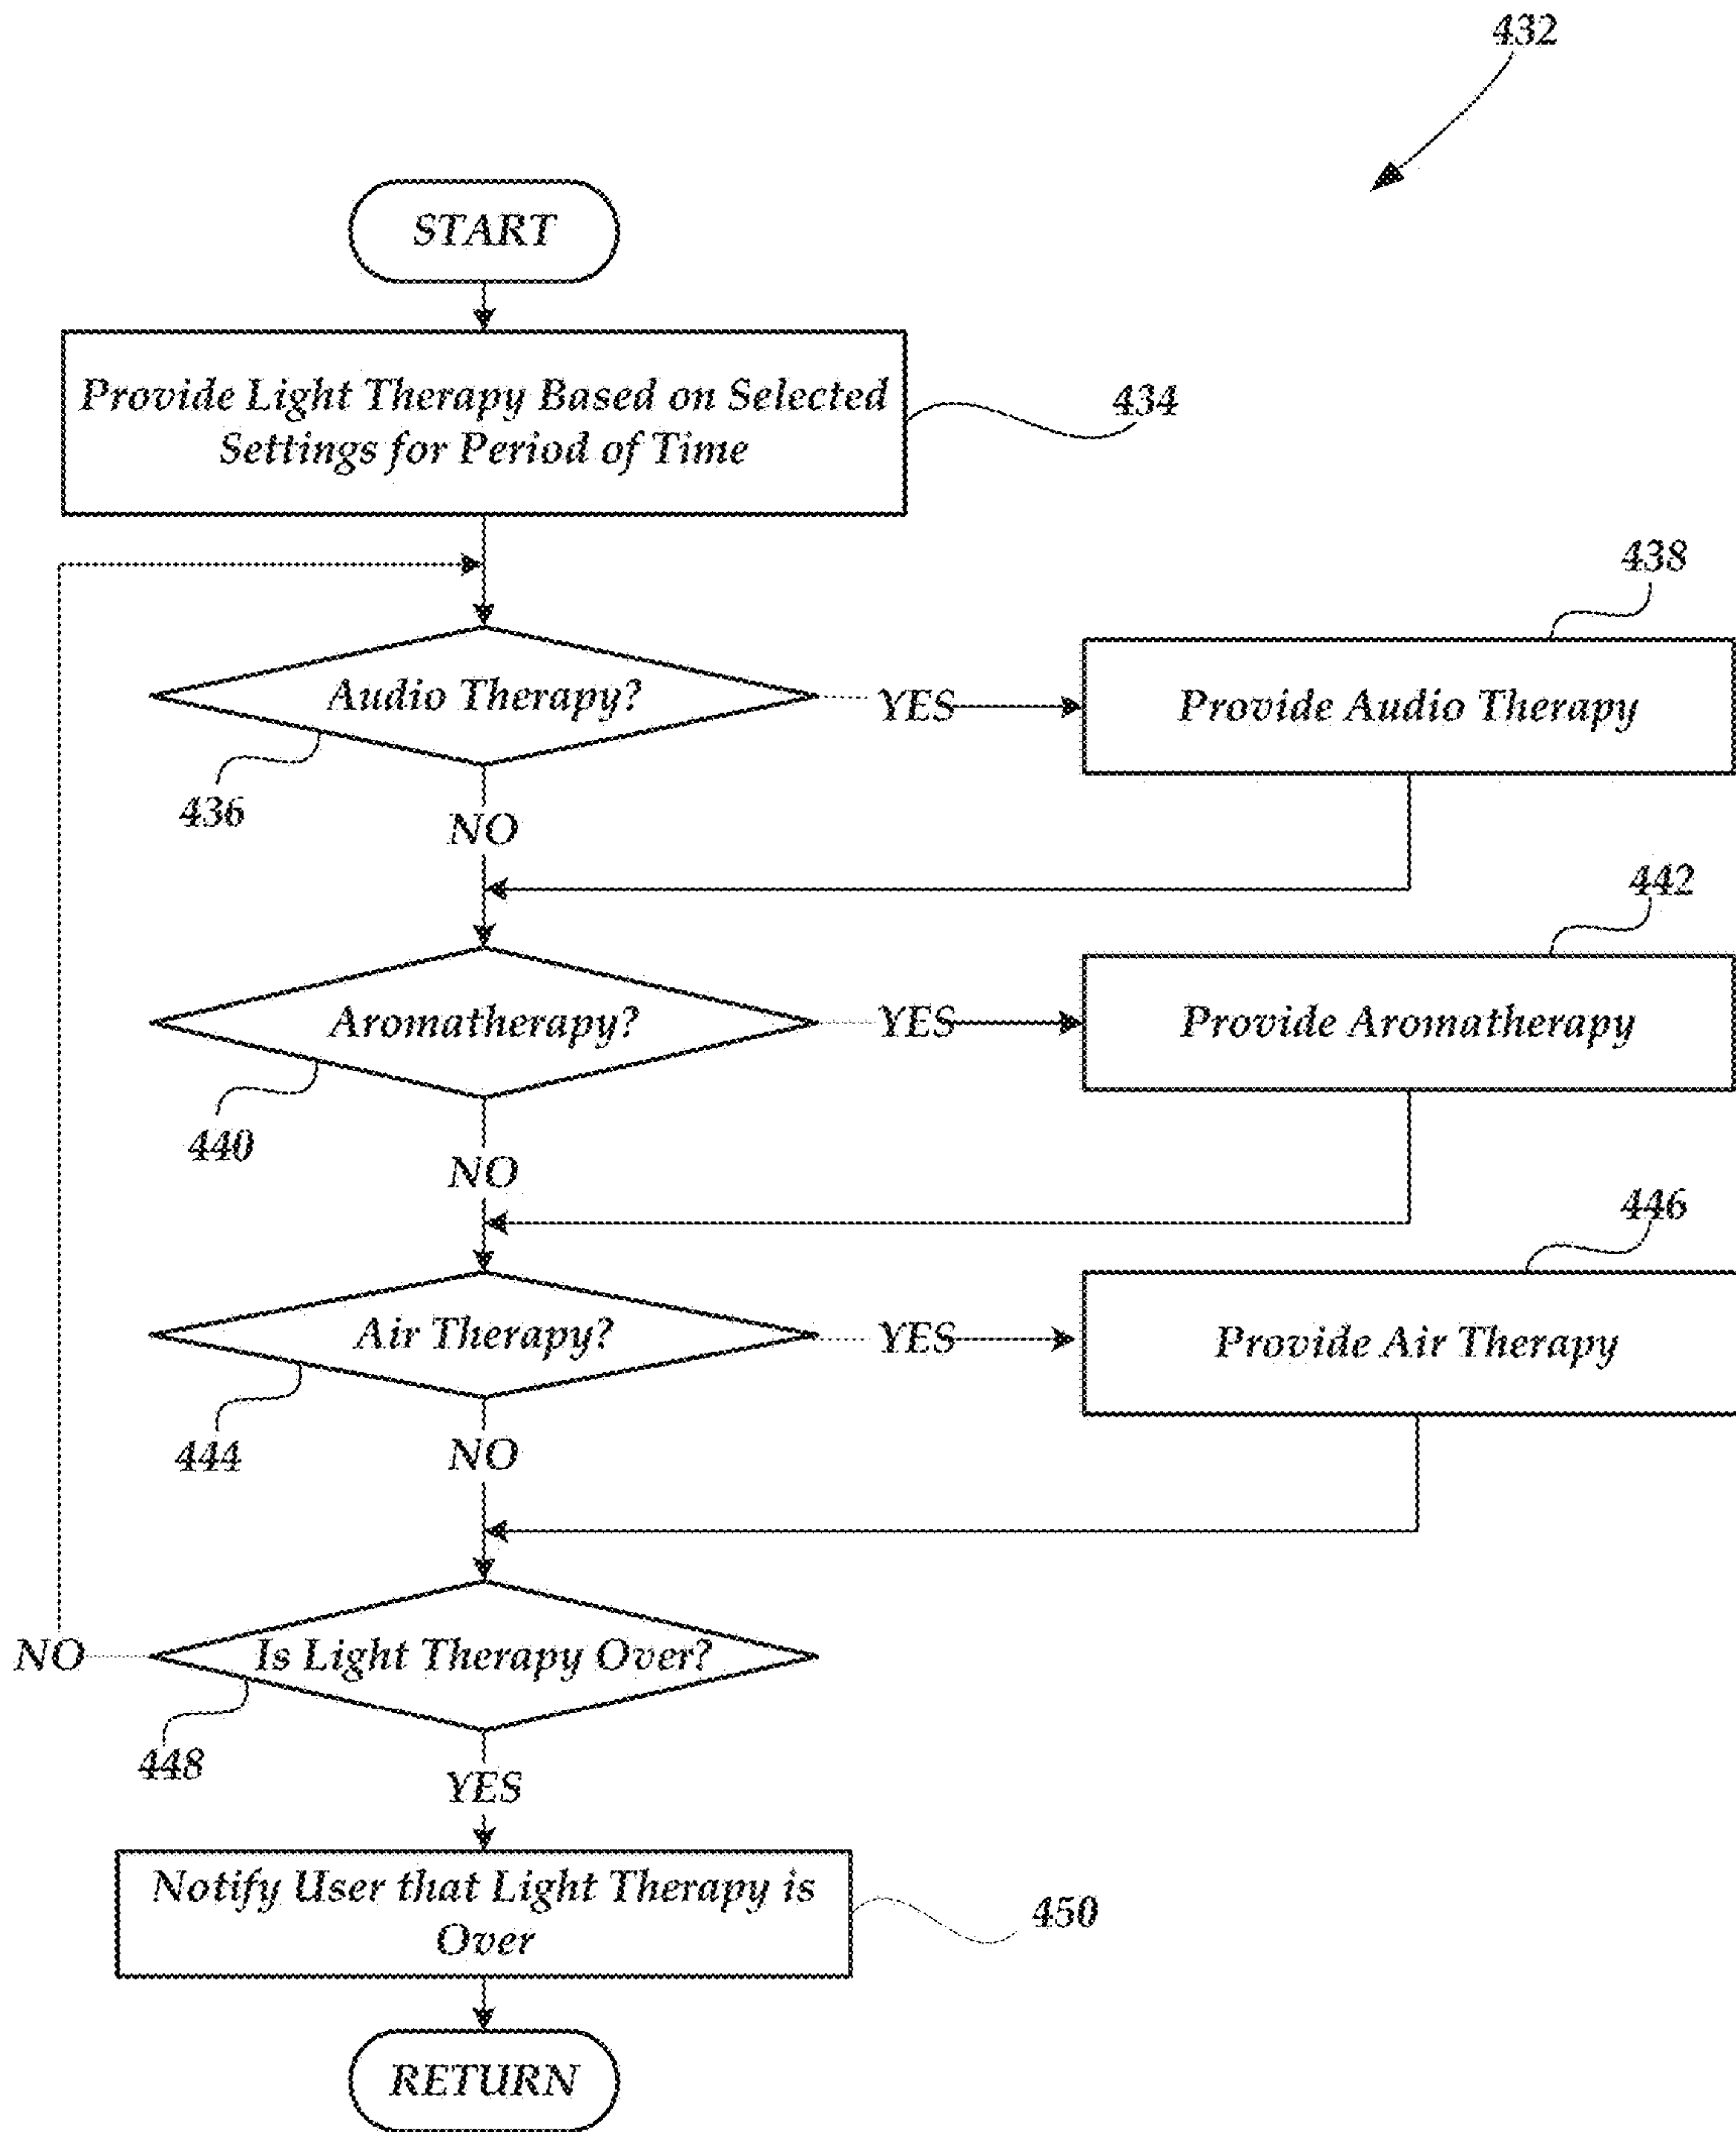 432
START
Provide Light Therapy Based on Selected
Settings for Period of Time
434
438
Audio Therapy?
YES
Provide Audio Therapy
436
NO
442
Aromatherapy?
YES
Provide Aromatherapy
440
NO
446
Air Therapy?
YES
Provide Air Therapy
444
NO
NO
Is Light Therapy Over?
448
YES
Notify User that Light Therapy is
Over
450
RETURN